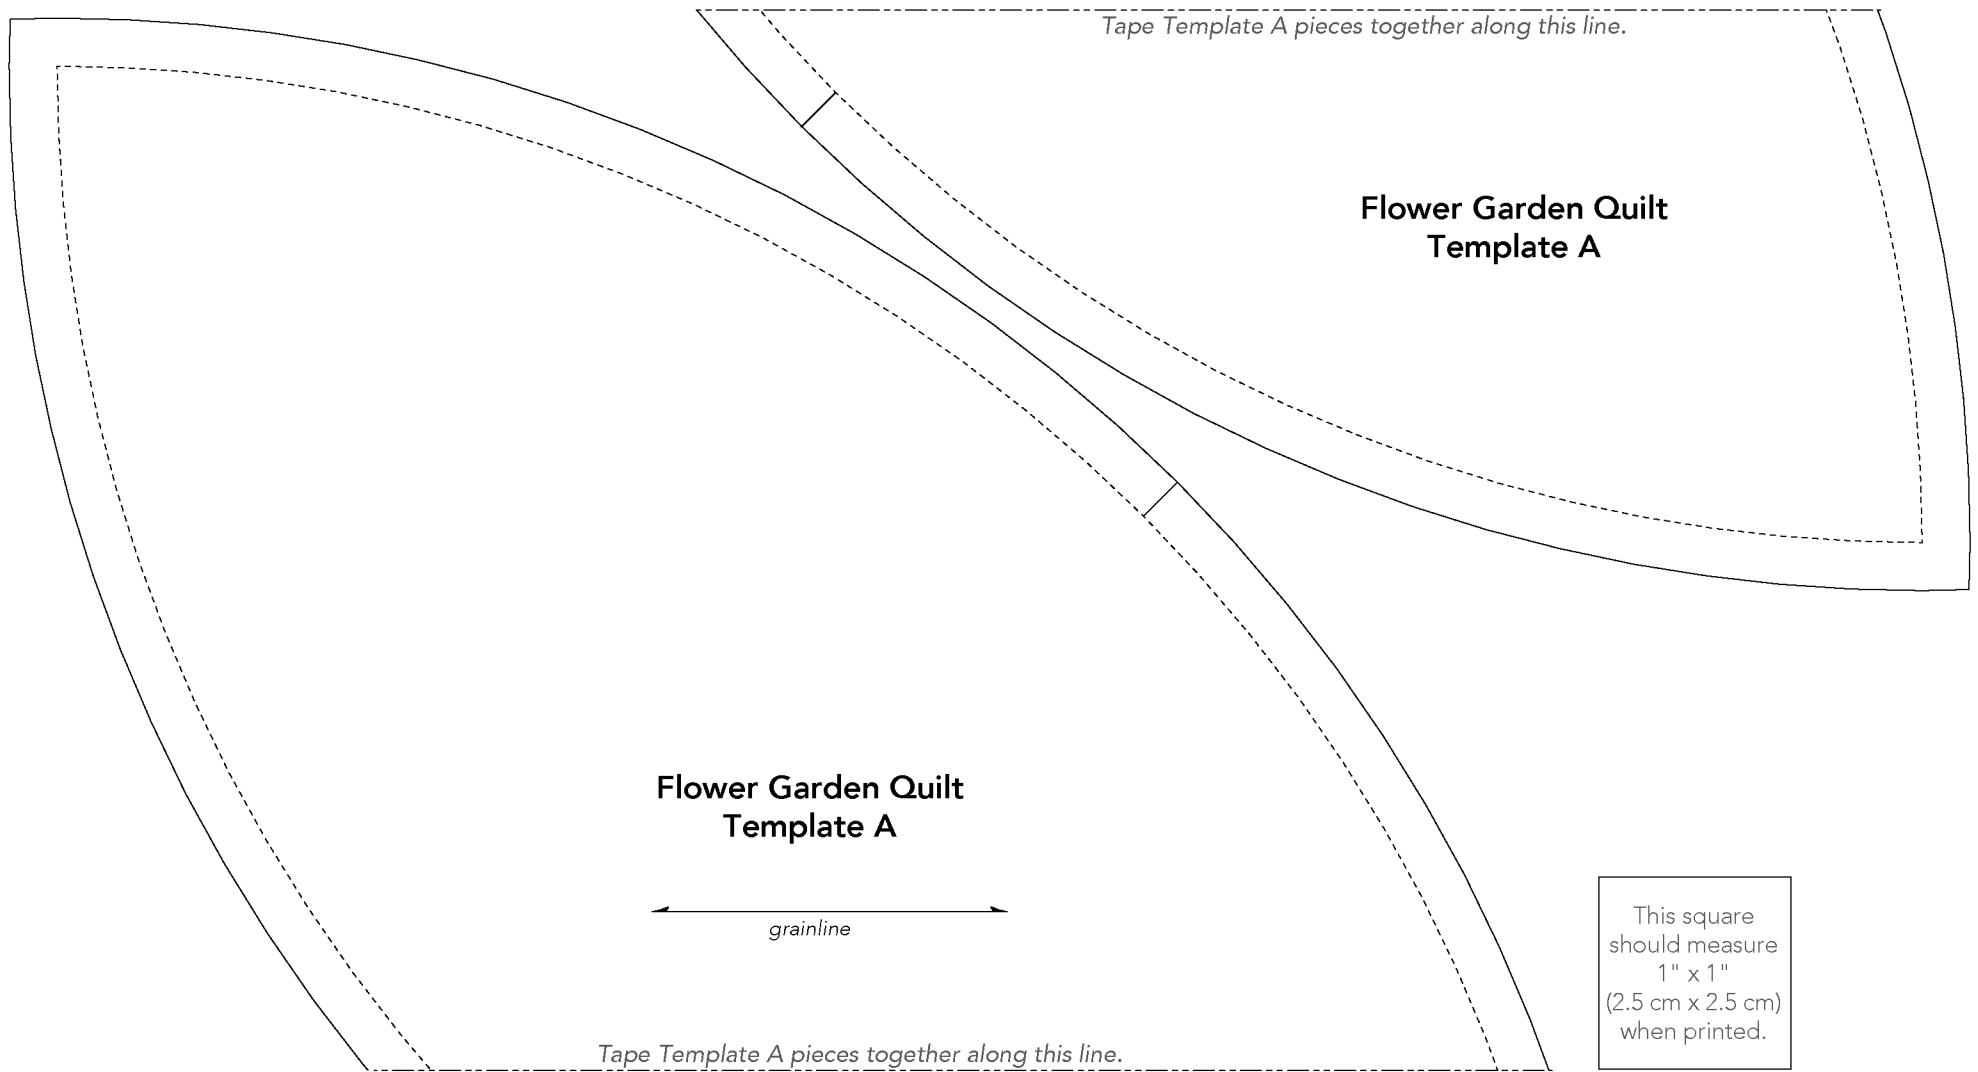 Tape Template A pieces together along this line.
Flower Garden Quilt
Template A
Flower Garden Quilt
Template A
grainline
Tape Template A pieces together along this line.
This square
should measure
1" x 1"
(2.5 cm x 2.5 cm)
when printed.